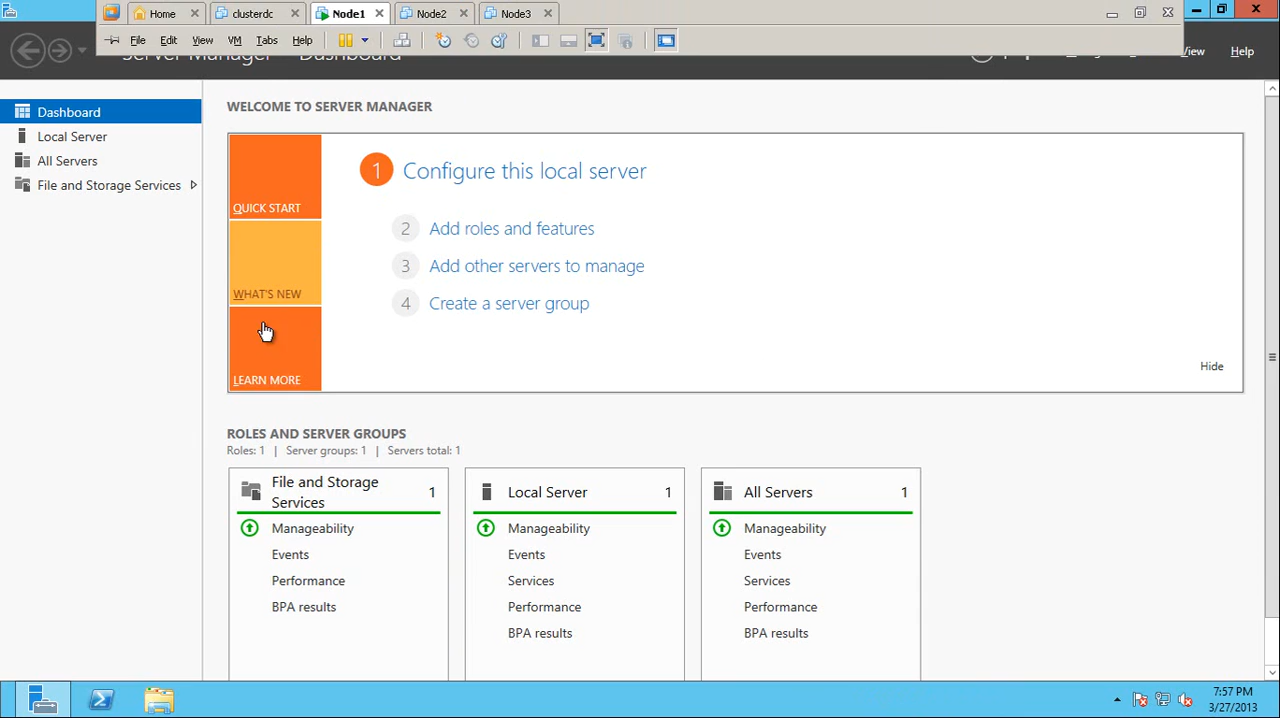 Home
clusterdc
Node1
Node2
Node3
File Edit View VM Tabs Help
View Help
Dashboard
Local Server
All Servers
File and Storage Services
WELCOME TO SERVER MANAGER
QUICK START
WHAT'S NEW
LEARN MORE
1 Configure this local server
2 Add roles and features
3 Add other servers to manage
4 Create a server group
Hide
ROLES AND SERVER GROUPS
Roles: 1 | Server groups: 1 | Servers total: 1
File and Storage
Services
1
Manageability
Events
Performance
BPA results
Local Server 1
Manageability
Events
Services
Performance
BPA results
All Servers 1
Manageability
Events
Services
Performance
BPA results
7:57 PM
3/27/2013